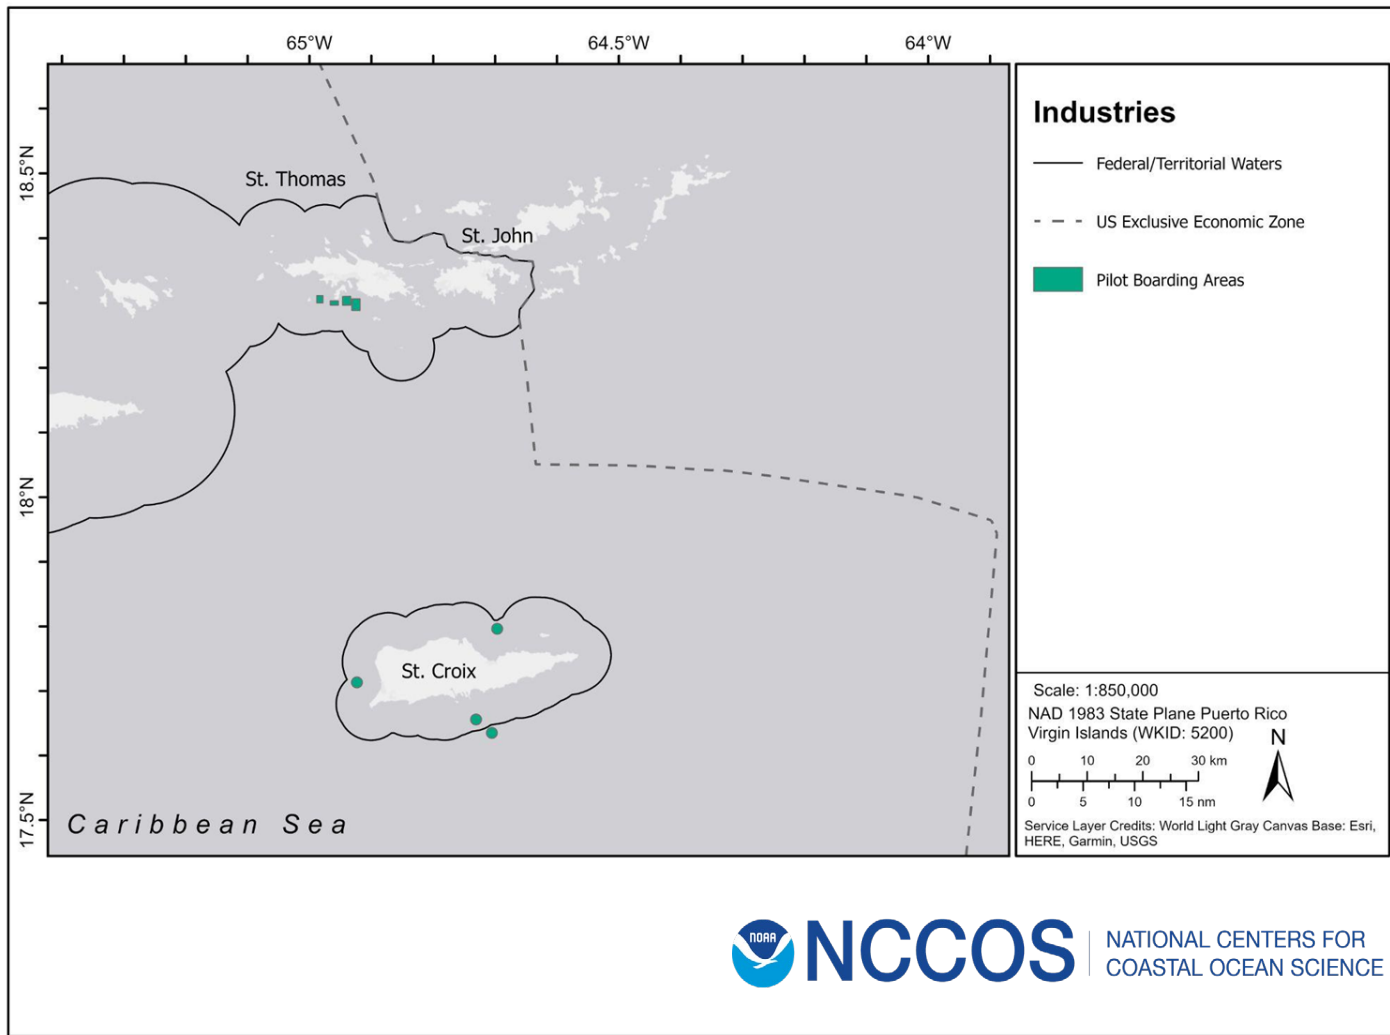 65°W
64.5°W
64°W
18.5°N
18°N
17.5°N
St. Thomas
St. John
St. Croix
Caribbean Sea
Industries
Federal/Territorial Waters
US Exclusive Economic Zone
Pilot Boarding Areas
Scale: 1:850,000
NAD 1983 State Plane Puerto Rico
Virgin Islands (WKID: 5200)
N
0 10 20 30 km
0 5 10 15 nm
Service Layer Credits: World Light Gray Canvas Base: Esri,
HERE, Garmin, USGS
NOAA
NCCOS
NATIONAL CENTERS FOR
COASTAL OCEAN SCIENCE